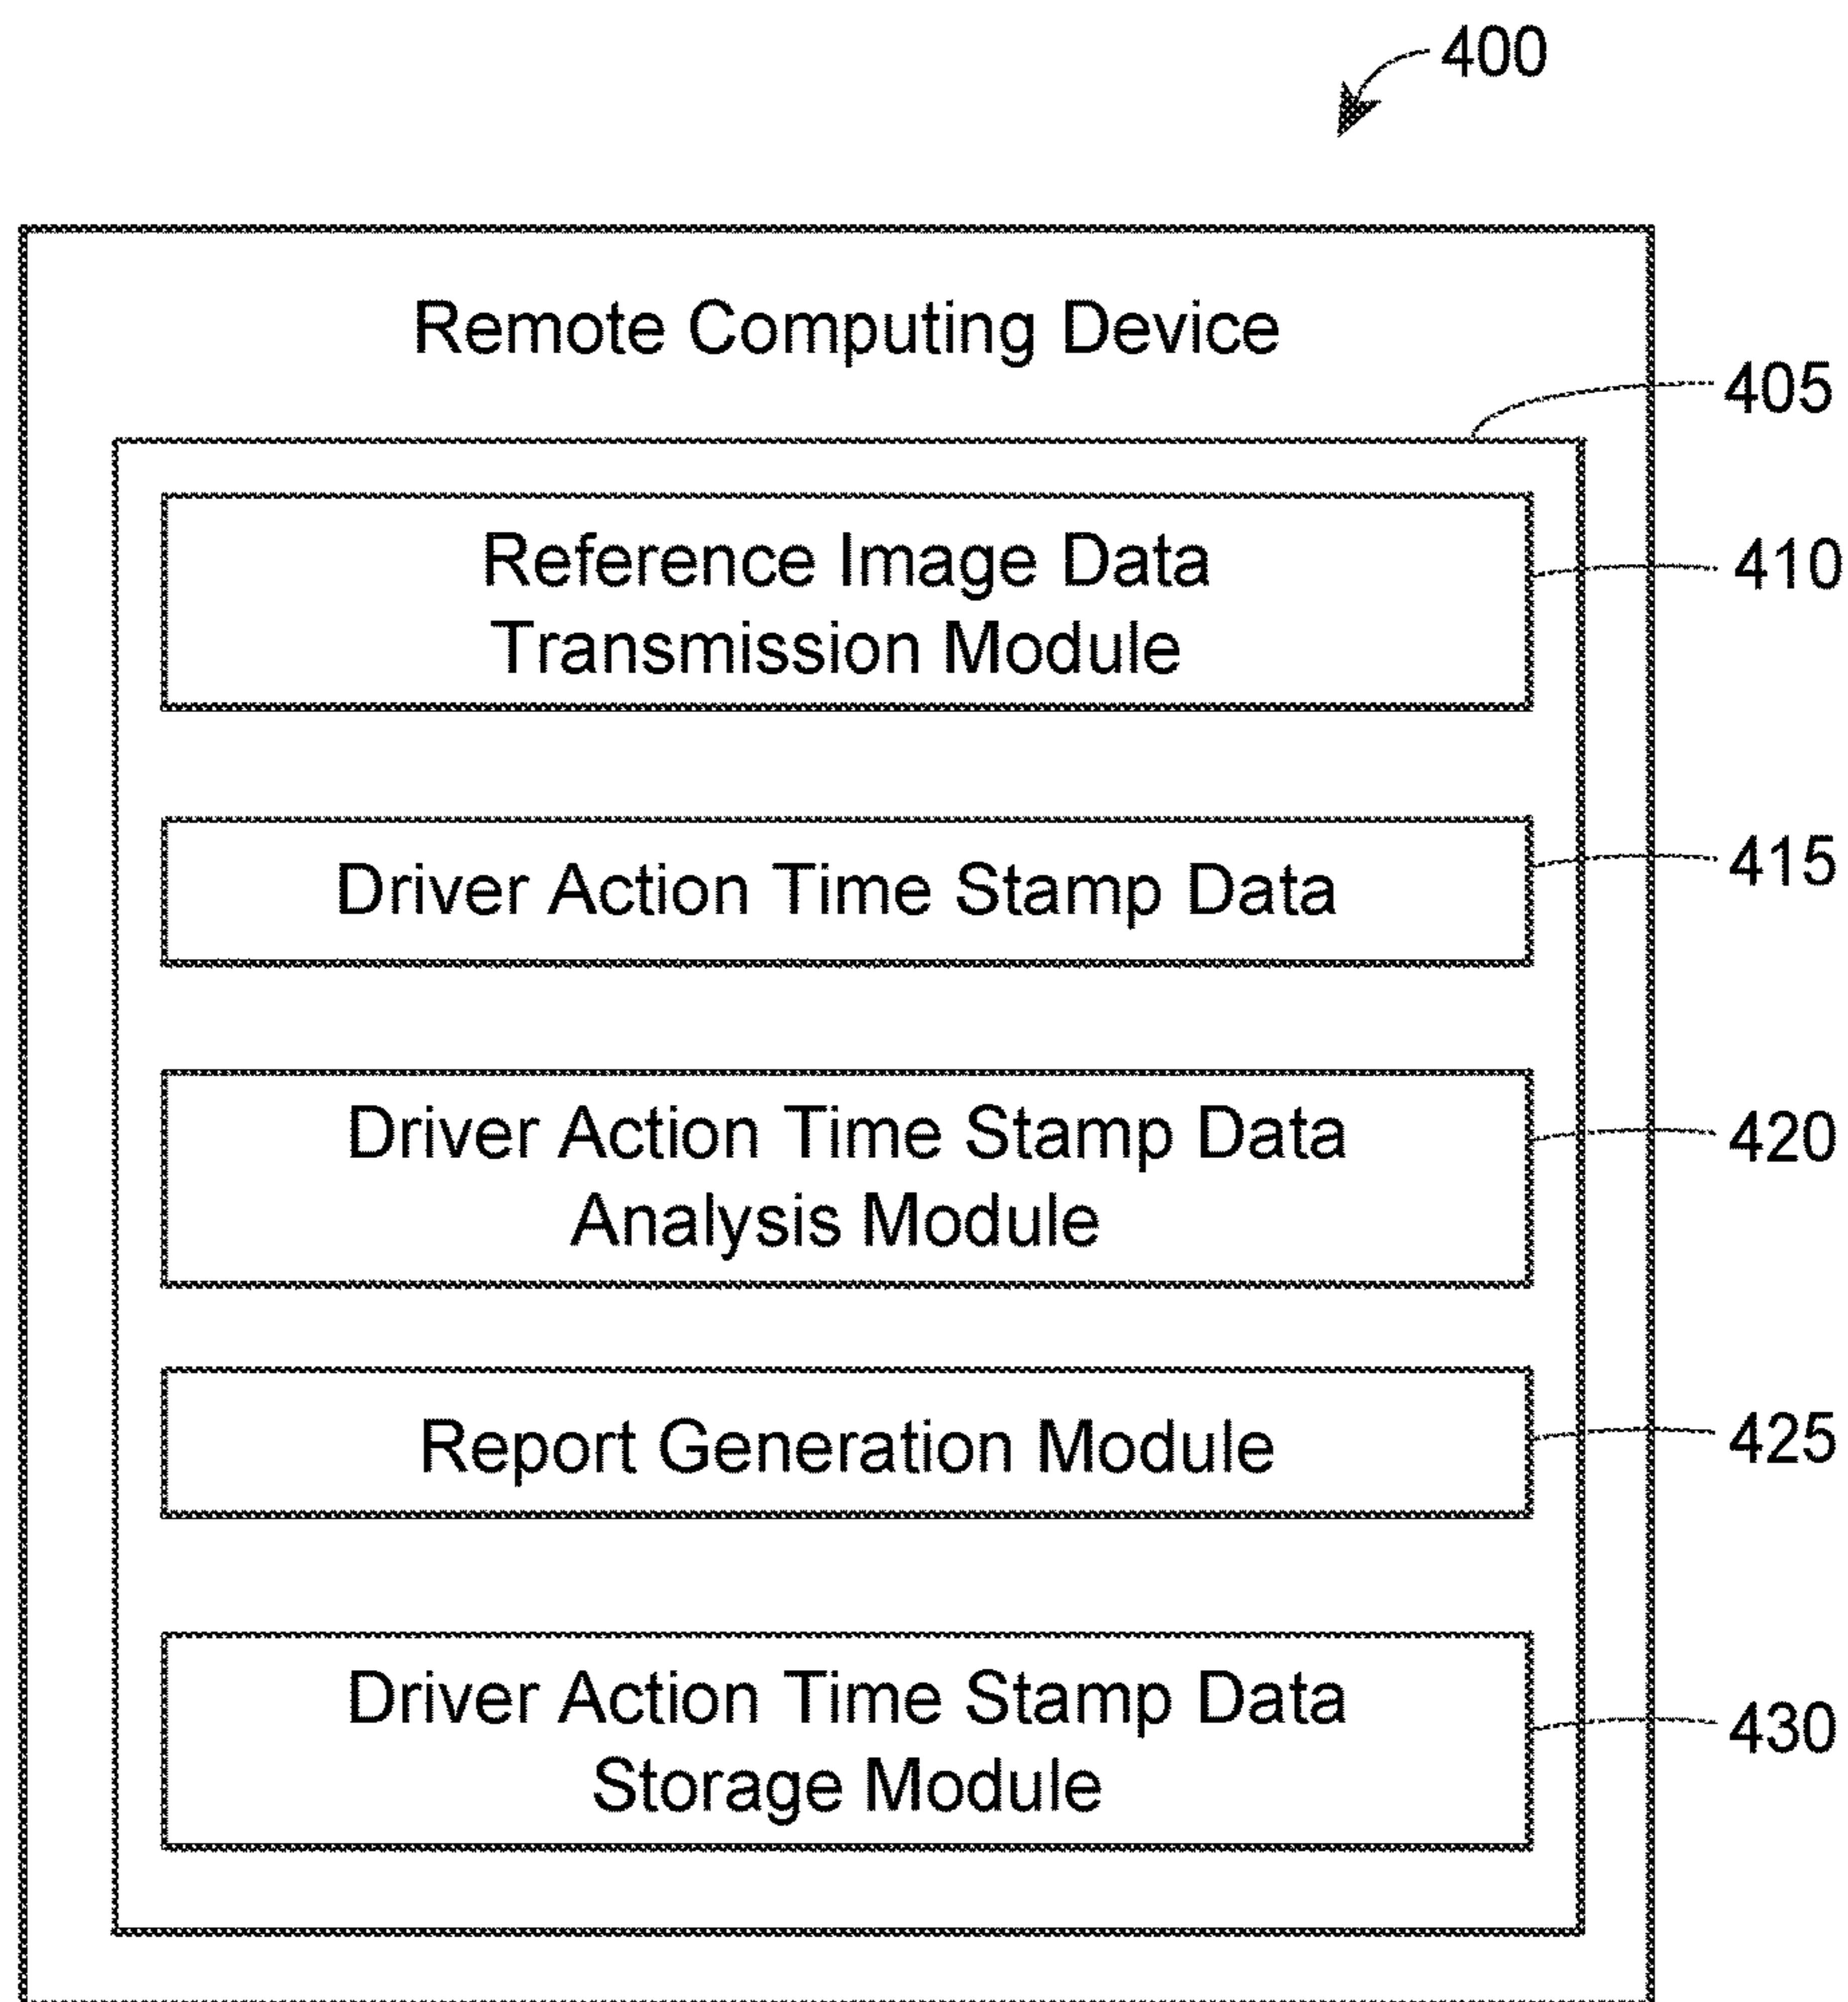 400
Remote Computing Device
405
Reference Image Data
Transmission Module
410
Driver Action Time Stamp Data
415
Driver Action Time Stamp Data
Analysis Module
420
Report Generation Module
425
Driver Action Time Stamp Data
Storage Module
430